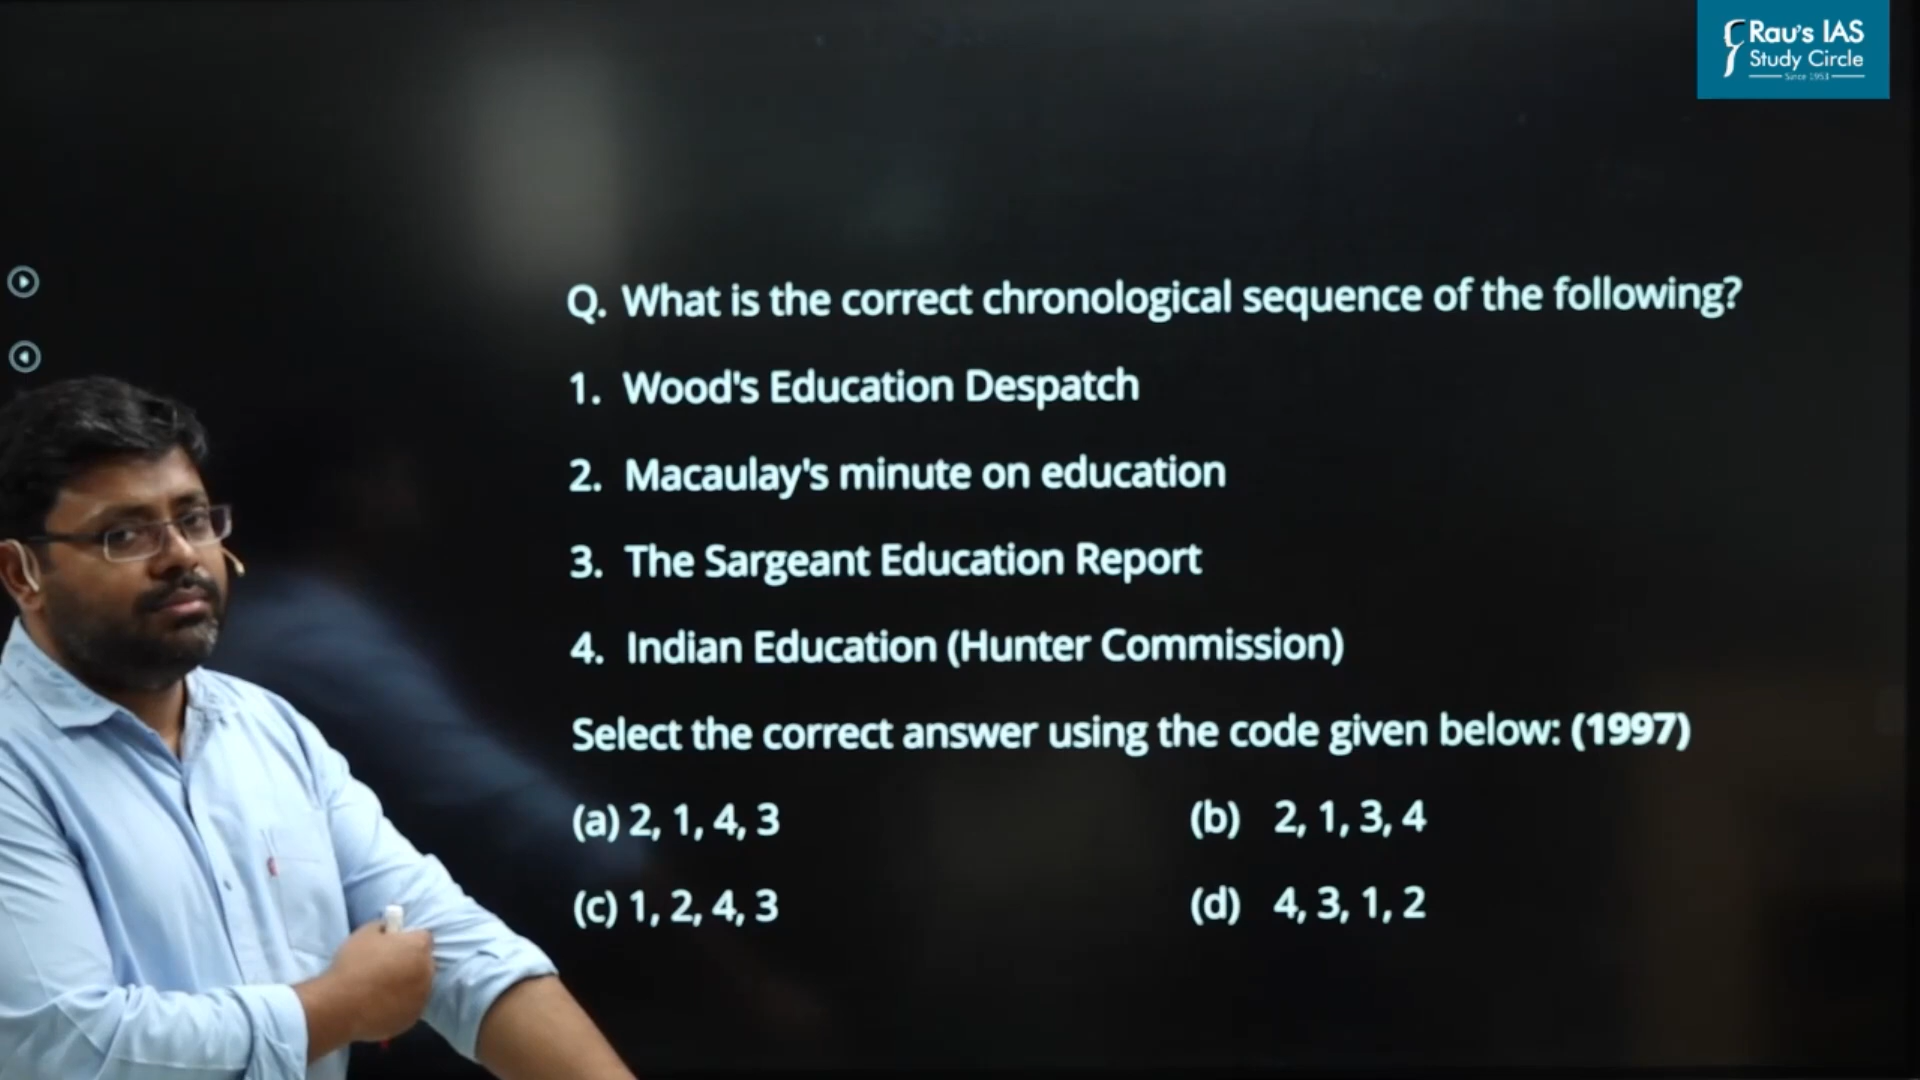 Rau's IAS
Study Circle
Since 1953
Q. What is the correct chronological sequence of the following?
1. Wood's Education Despatch
2. Macaulay's minute on education
3. The Sargeant Education Report
4. Indian Education (Hunter Commission)
Select the correct answer using the code given below: (1997)
(a) 2, 1, 4, 3 (b) 2, 1, 3, 4
(c) 1, 2, 4, 3 (d) 4, 3, 1, 2